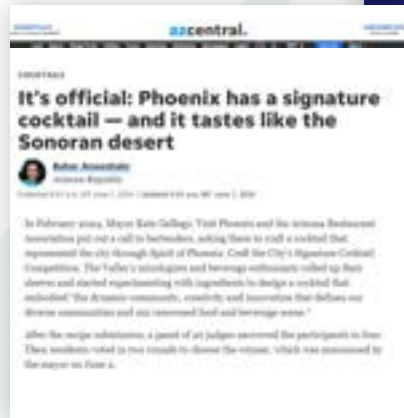 azcentral.
COCKTAILS
It's official: Phoenix has a signature
cocktail — and it tastes like the
Sonoran desert
Arizona Republic
In February 2024, Mayor Kate Gallego, Visit Phoenix and the Arizona Restaurant
Association put out a call to bartenders, asking them to craft a cocktail that
represented the city through Spirit of Phoenix: Craft the City's Signature Cocktail
Competition. The Valley's mixologists and beverage enthusiasts rolled up their
sleeves and started experimenting with ingredients to design a cocktail that
embodied "the dynamic community, creativity and innovation that defines our
diverse communities and our renowned food and beverage scene."
After the recipe submissions, a panel of judges narrowed the participants to four.
Then residents voted in two rounds to choose the winner, which was announced by
the mayor on June